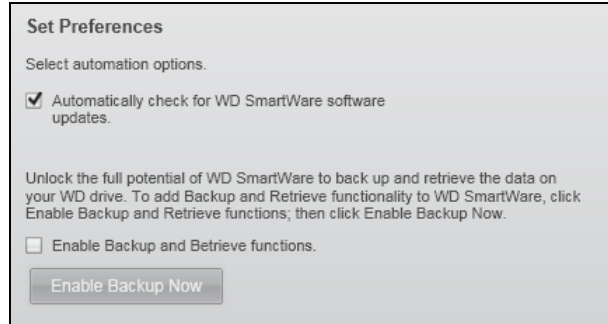 Set Preferences
Select automation options.
Automatically check for WD SmartWare software
updates.
Unlock the full potential of WD SmartWare to back up and retrieve the data on
your WD drive. To add Backup and Retrieve functionality to WD SmartWare, click
Enable Backup and Retrieve functions; then click Enable Backup Now.
Enable Backup and Betrieve functions.
Enable Backup Now